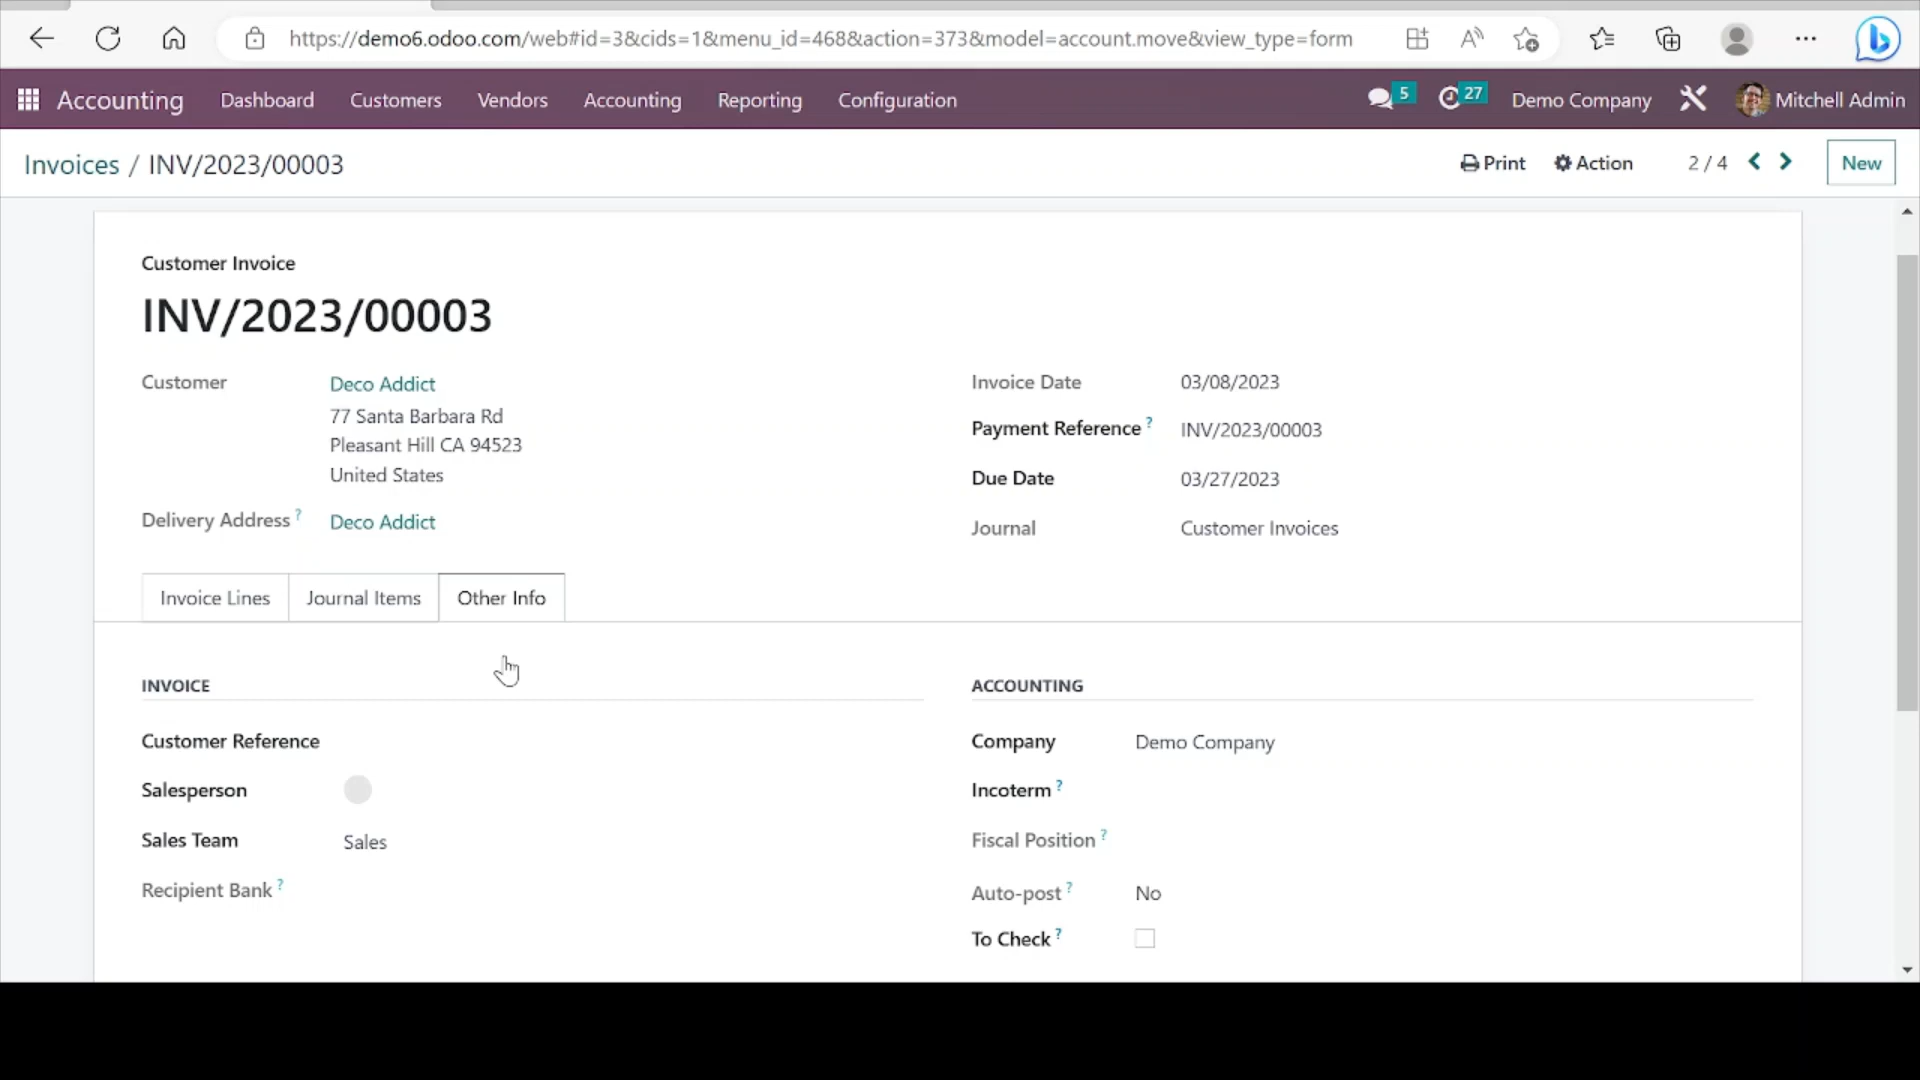 https://demo6.odoo.com/web#id=3&cids=1&menu_id=468&action=373&model=account.move&view_type=form
Accounting Dashboard Customers Vendors Accounting Reporting Configuration 5 27 Demo Company Mitchell Admin
Invoices / INV/2023/00003 Print Action 2 / 4 New
Customer Invoice
INV/2023/00003
Customer Deco Addict Invoice Date 03/08/2023
77 Santa Barbara Rd
Pleasant Hill CA 94523
United States
Payment Reference ? INV/2023/00003
Due Date 03/27/2023
Delivery Address ? Deco Addict Journal Customer Invoices
Invoice Lines Journal Items Other Info
INVOICE ACCOUNTING
Customer Reference Company Demo Company
Salesperson Incoterm ?
Sales Team Sales Fiscal Position ?
Recipient Bank ? Auto-post ? No
To Check ?